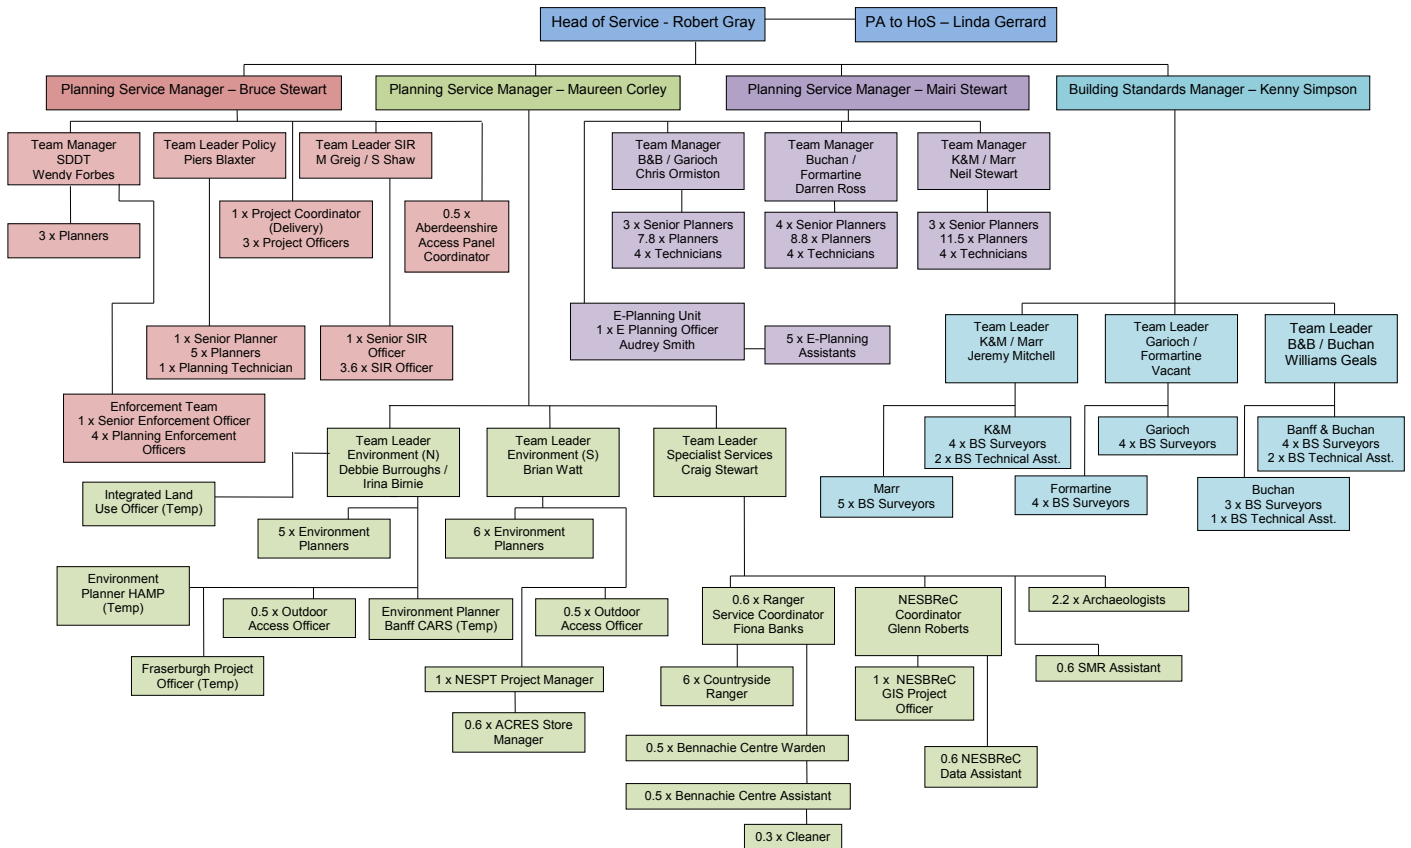 Head of Service - Robert Gray
PA to HoS – Linda Gerrard
Planning Service Manager – Bruce Stewart
Planning Service Manager – Maureen Corley
Planning Service Manager – Mairi Stewart
Building Standards Manager – Kenny Simpson
Team Manager
SDDT
Wendy Forbes
Team Leader Policy
Piers Blaxter
Team Leader SIR
M Greig / S Shaw
3 x Planners
1 x Project Coordinator
(Delivery)
3 x Project Officers
0.5 x
Aberdeenshire
Access Panel
Coordinator
1 x Senior Planner
5 x Planners
1 x Planning Technician
1 x Senior SIR
Officer
3.6 x SIR Officer
Enforcement Team
1 x Senior Enforcement Officer
4 x Planning Enforcement
Officers
Team Manager
B&B / Garioch
Chris Ormiston
Team Manager
Buchan /
Formartine
Darren Ross
Team Manager
K&M / Marr
Neil Stewart
3 x Senior Planners
7.8 x Planners
4 x Technicians
4 x Senior Planners
8.8 x Planners
4 x Technicians
3 x Senior Planners
11.5 x Planners
4 x Technicians
E-Planning Unit
1 x E Planning Officer
Audrey Smith
5 x E-Planning
Assistants
Team Leader
K&M / Marr
Jeremy Mitchell
Team Leader
Garioch /
Formartine
Vacant
Team Leader
B&B / Buchan
Williams Geals
K&M
4 x BS Surveyors
2 x BS Technical Asst.
Garioch
4 x BS Surveyors
Banff & Buchan
4 x BS Surveyors
2 x BS Technical Asst.
Marr
5 x BS Surveyors
Formartine
4 x BS Surveyors
Buchan
3 x BS Surveyors
1 x BS Technical Asst.
Team Leader
Environment (N)
Debbie Burroughs /
Irina Birnie
Team Leader
Environment (S)
Brian Watt
Team Leader
Specialist Services
Craig Stewart
Integrated Land
Use Officer (Temp)
5 x Environment
Planners
6 x Environment
Planners
Environment
Planner HAMP
(Temp)
0.5 x Outdoor
Access Officer
Environment Planner
Banff CARS (Temp)
0.5 x Outdoor
Access Officer
Fraserburgh Project
Officer (Temp)
1 x NESPT Project Manager
0.6 x ACRES Store
Manager
0.6 x Ranger
Service Coordinator
Fiona Banks
NESBReC
Coordinator
Glenn Roberts
2.2 x Archaeologists
0.6 SMR Assistant
6 x Countryside
Ranger
1 x NESBReC
GIS Project
Officer
0.5 x Bennachie Centre Warden
0.6 NESBReC
Data Assistant
0.5 x Bennachie Centre Assistant
0.3 x Cleaner